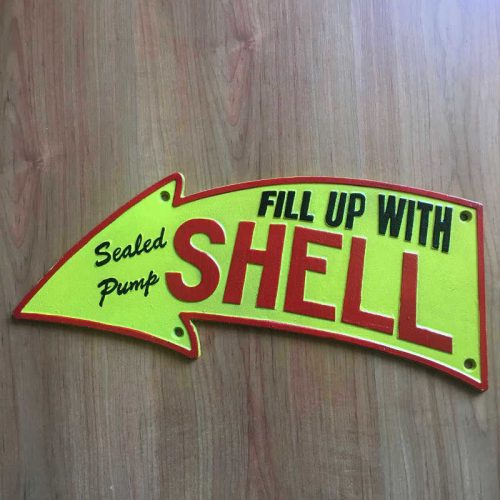 FILL UP WITH
SHELL
Sealed
Pump